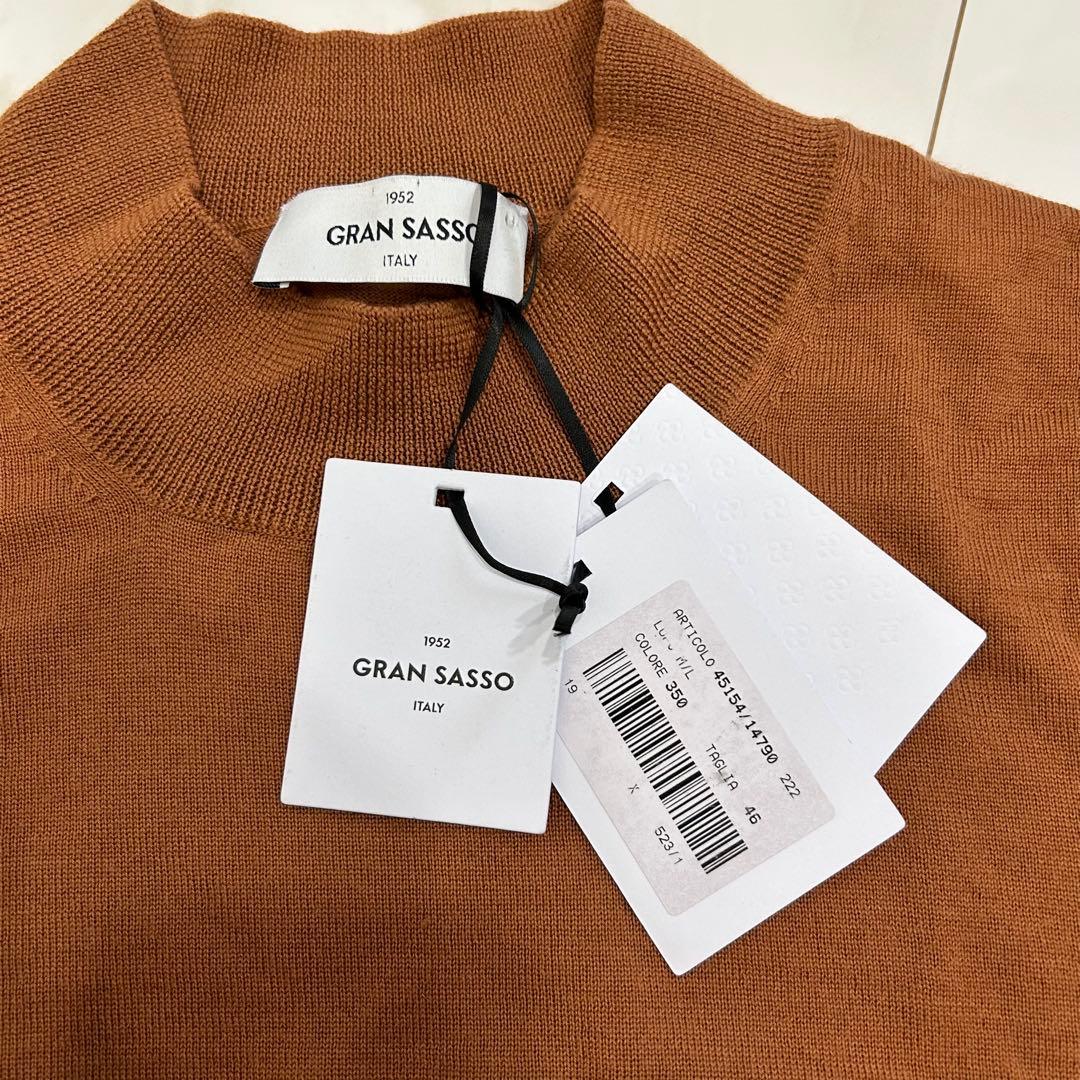 1952
GRAN SASSO
ITALY
1952
GRAN SASSO
ITALY
ARTICOLO 45154/14790 222
M/L
COLORE 350 TAGLIA 46
19 X 523/1